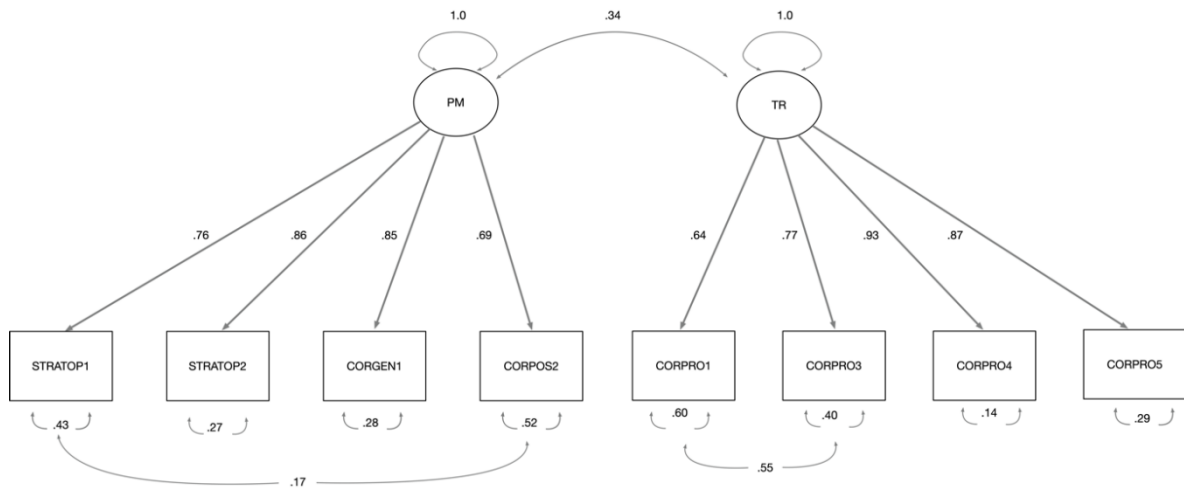 1.0
.34
1.0
PM
TR
.76
.86
.85
.69
.64
.77
.93
.87
STRATOP1
STRATOP2
CORGEN1
CORPOS2
CORPRO1
CORPRO3
CORPRO4
CORPRO5
.43
.27
.28
.52
.60
.40
.14
.29
.17
.55